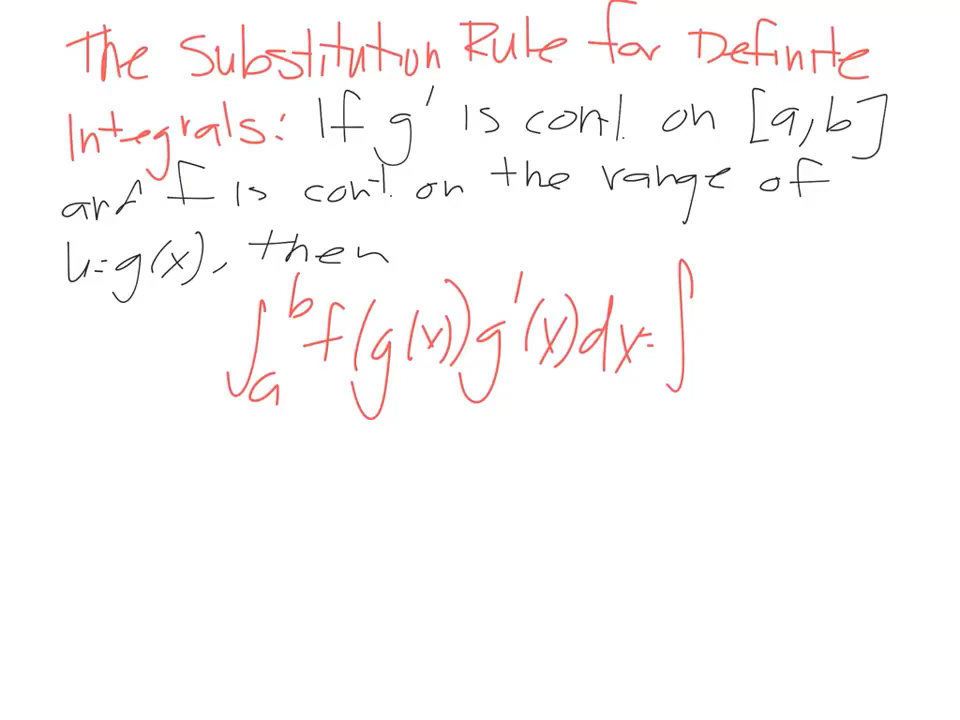 The Substitution Rule for Definite
Integrals: If g' is cont. on [a,b]
and f is cont. on the range of
u=g(x), then
∫_a^b f(g(x))g'(x)dx=∫